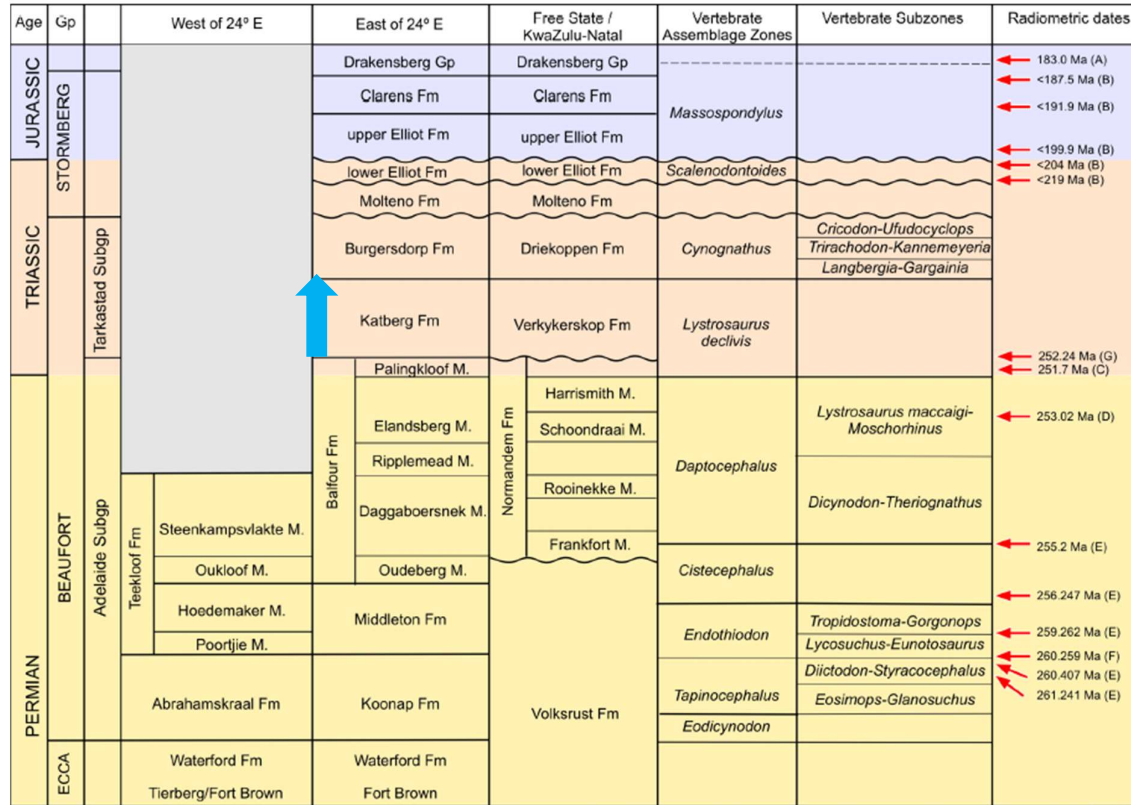 Age
Gp
West of 24° E
East of 24° E
Free State /
KwaZulu-Natal
Vertebrate
Assemblage Zones
Vertebrate Subzones
Radiometric dates
JURASSIC
TRIASSIC
PERMIAN
STORMBERG
BEAUFORT
ECCA
Tarkastad Subgp
Adelaide Subgp
Teekloof Fm
Steenkampsvlakte M.
Oukloof M.
Hoedemaker M.
Poortjie M.
Abrahamskraal Fm
Waterford Fm
Tierberg/Fort Brown
Drakensberg Gp
Clarens Fm
upper Elliot Fm
lower Elliot Fm
Molteno Fm
Burgersdorp Fm
Katberg Fm
Balfour Fm
Palingkloof M.
Elandsberg M.
Ripplemead M.
Daggaboersnek M.
Oudeberg M.
Middleton Fm
Koonap Fm
Waterford Fm
Fort Brown
Drakensberg Gp
Clarens Fm
upper Elliot Fm
lower Elliot Fm
Molteno Fm
Driekoppen Fm
Verkykerskop Fm
Normandem Fm
Harrismith M.
Schoondraai M.
Rooinekke M.
Frankfort M.
Volksrust Fm
Massospondylus
Scalenodontoides
Cynognathus
Lystrosaurus
declivis
Daptocephalus
Cistecephalus
Endothiodon
Tapinocephalus
Eodicynodon
Cricodon-Ufudocyclops
Trirachodon-Kannemeyeria
Langbergia-Gargainia
Lystrosaurus maccaigi-
Moschorhinus
Dicynodon-Theriognathus
Tropidostoma-Gorgonops
Lycosuchus-Eunotosaurus
Diictodon-Styracocephalus
Eosimops-Glanosuchus
183.0 Ma (A)
<187.5 Ma (B)
<191.9 Ma (B)
<199.9 Ma (B)
<204 Ma (B)
<219 Ma (B)
252.24 Ma (G)
251.7 Ma (C)
253.02 Ma (D)
255.2 Ma (E)
256.247 Ma (E)
259.262 Ma (E)
260.259 Ma (F)
260.407 Ma (E)
261.241 Ma (E)